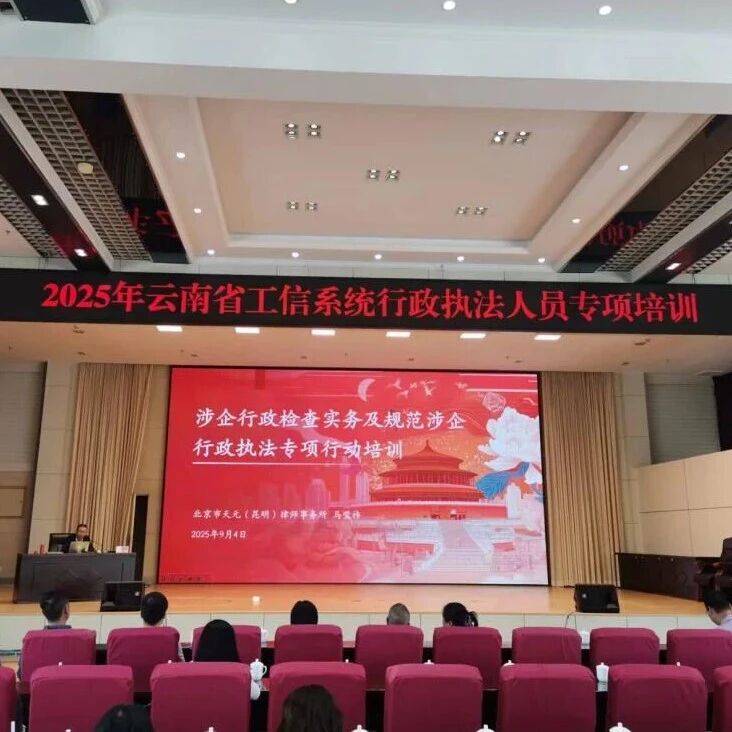 2025年云南省工信系统行政执法人员专项培训
涉企行政检查实务及规范涉企
行政执法专项行动培训
北京市天元（昆明）律师事务所 马
2025年9月4日